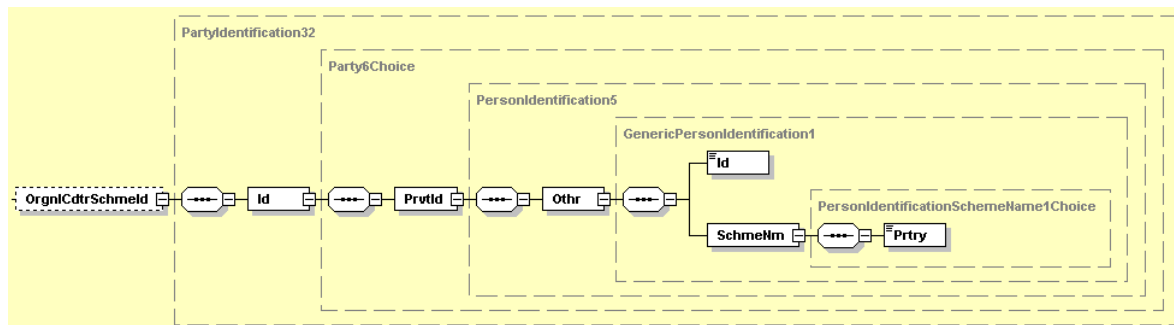 PartyIdentification32
Party6Choice
PersonIdentification5
GenericPersonIdentification1
Id
OrgnlCdtrSchmeId
Id
PrvtId
Othr
PersonIdentificationSchemeName1Choice
SchmeNm
Prtry